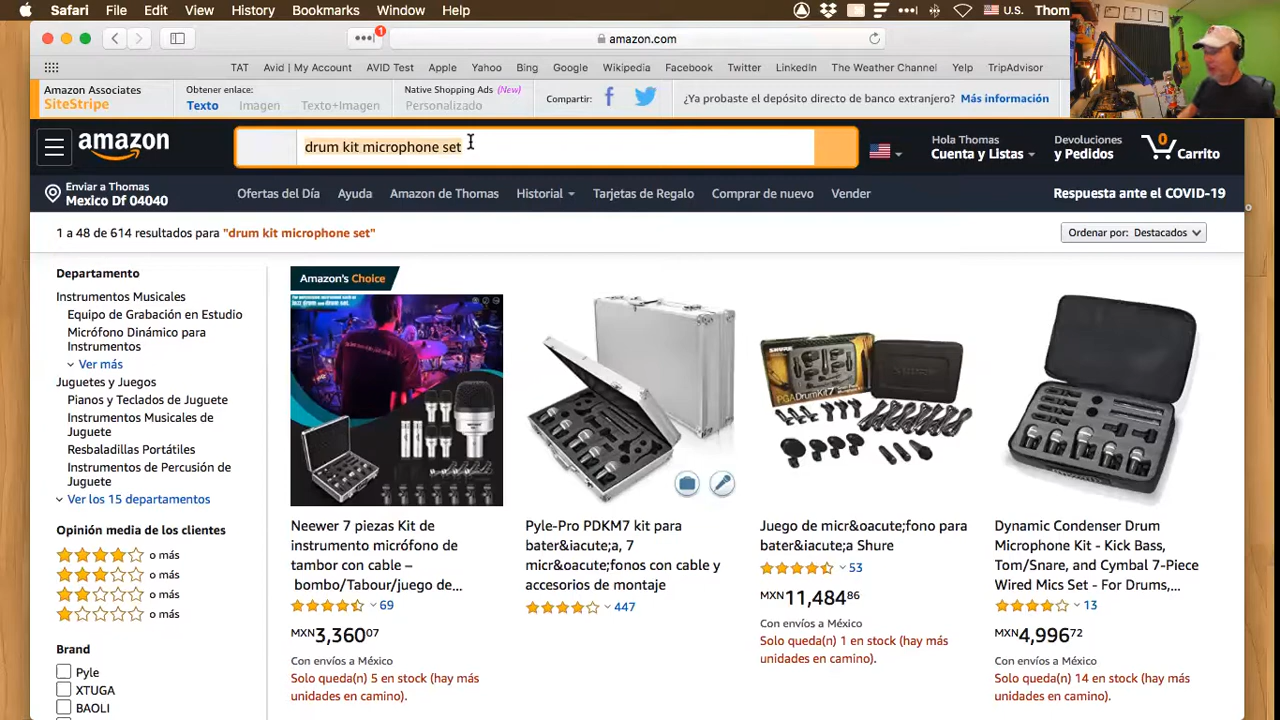 Safari File Edit View History Bookmarks Window Help U.S. Thom
1 amazon.com
TAT Avid | My Account AVID Test Apple Yahoo Bing Google Wikipedia Facebook Twitter LinkedIn The Weather Channel Yelp TripAdvisor
Amazon Associates
SiteStripe
Obtener enlace:
Texto Imagen Texto+Imagen
Native Shopping Ads (New)
Personalizado
Compartir:
¿Ya probaste el depósito directo de banco extranjero? Más información
amazon
drum kit microphone set
Hola Thomas
Cuenta y Listas
Devoluciones
y Pedidos
0
Carrito
Enviar a Thomas
Mexico Df 04040
Ofertas del Día Ayuda Amazon de Thomas Historial Tarjetas de Regalo Comprar de nuevo Vender
Respuesta ante el COVID-19
1 a 48 de 614 resultados para "drum kit microphone set"
Ordenar por: Destacados
Departamento
Instrumentos Musicales
Equipo de Grabación en Estudio
Micrófono Dinámico para
Instrumentos
Ver más
Juguetes y Juegos
Pianos y Teclados de Juguete
Instrumentos Musicales de
Juguete
Resbaladillas Portátiles
Instrumentos de Percusión de
Juguete
Ver los 15 departamentos
Opinión media de los clientes
o más
o más
o más
o más
Brand
Pyle
XTUGA
BAOLI
Amazon's Choice
Neewer 7 piezas Kit de
instrumento micrófono de
tambor con cable –
bombo/Tabour/juego de...
69
MXN3,36007
Con envíos a México
Solo queda(n) 5 en stock (hay más
unidades en camino).
Pyle-Pro PDKM7 kit para
bater&iacute;a, 7
micr&oacute;fonos con cable y
accesorios de montaje
447
SHURE
PGADRUMKIT7
Juego de micr&oacute;fono para
bater&iacute;a Shure
53
MXN11,48486
Con envíos a México
Solo queda(n) 1 en stock (hay más
unidades en camino).
Dynamic Condenser Drum
Microphone Kit - Kick Bass,
Tom/Snare, and Cymbal 7-Piece
Wired Mics Set - For Drums,...
13
MXN4,99672
Con envíos a México
Solo queda(n) 14 en stock (hay más
unidades en camino).